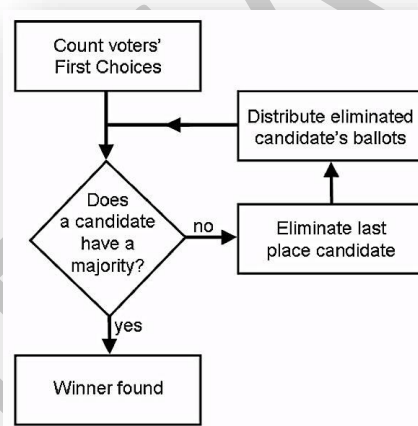 Count voters'
First Choices
Distribute eliminated
candidate's ballots
Does
a candidate
have a
majority?
no
Eliminate last
place candidate
yes
Winner found